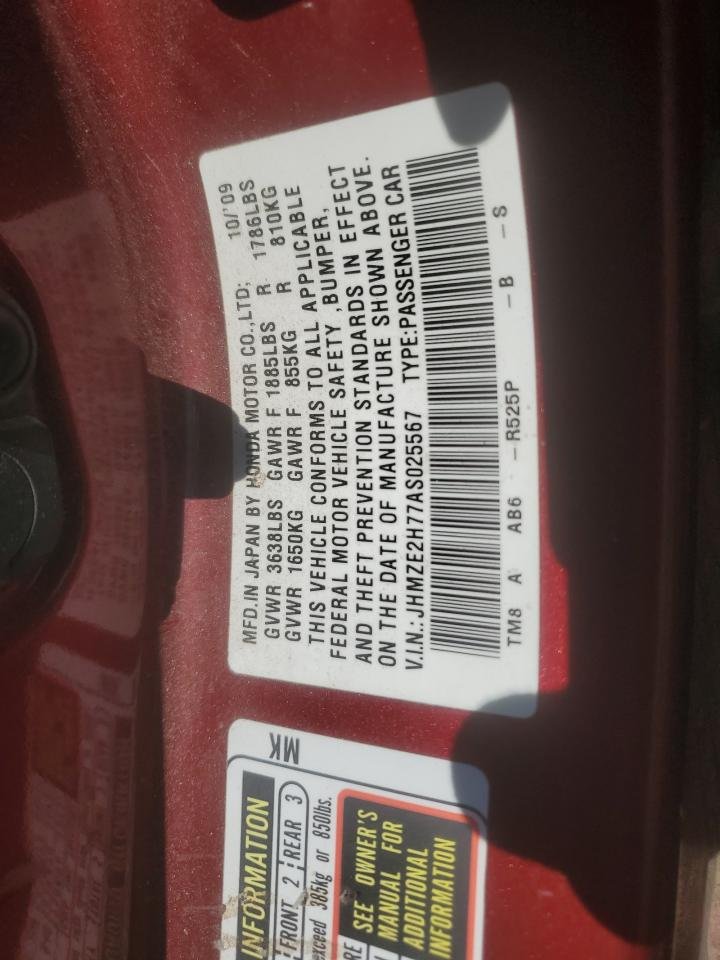 MFD.IN JAPAN BY HONDA MOTOR CO.,LTD; 10/'09
GVWR 3638LBS GAWR F 1885LBS R 1786LBS
GVWR 1650KG GAWR F 855KG R 810KG
THIS VEHICLE CONFORMS TO ALL APPLICABLE
FEDERAL MOTOR VEHICLE SAFETY ,BUMPER,
AND THEFT PREVENTION STANDARDS IN EFFECT
ON THE DATE OF MANUFACTURE SHOWN ABOVE.
V.I.N.: JHMZE2H77AS025567 TYPE:PASSENGER CAR
TM8 A AB6 -R525P -B -S
MK
INFORMATION
FRONT 2 REAR 3
exceed 385kg or 850lbs.
SEE OWNER'S
MANUAL FOR
ADDITIONAL
INFORMATION